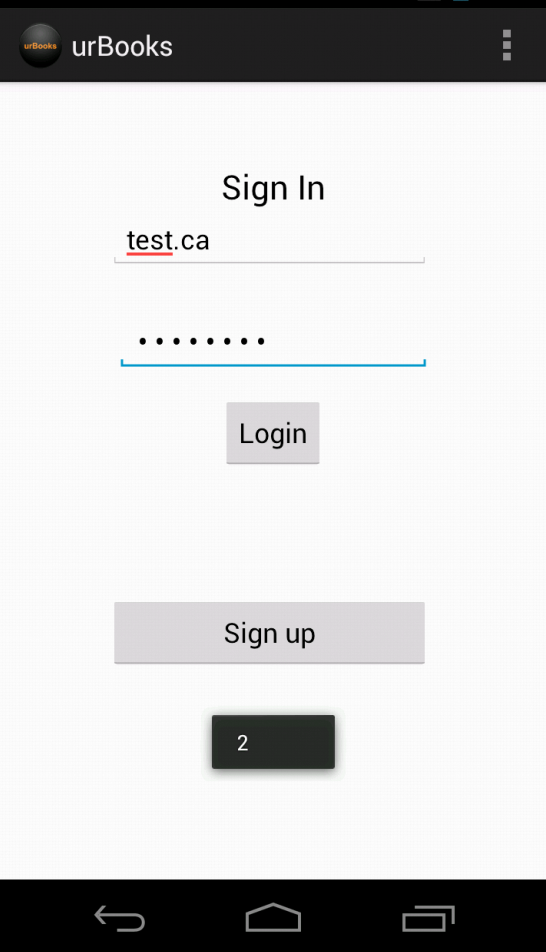 urBooks urBooks
Sign In
test.ca
••••••••
Login
Sign up
2